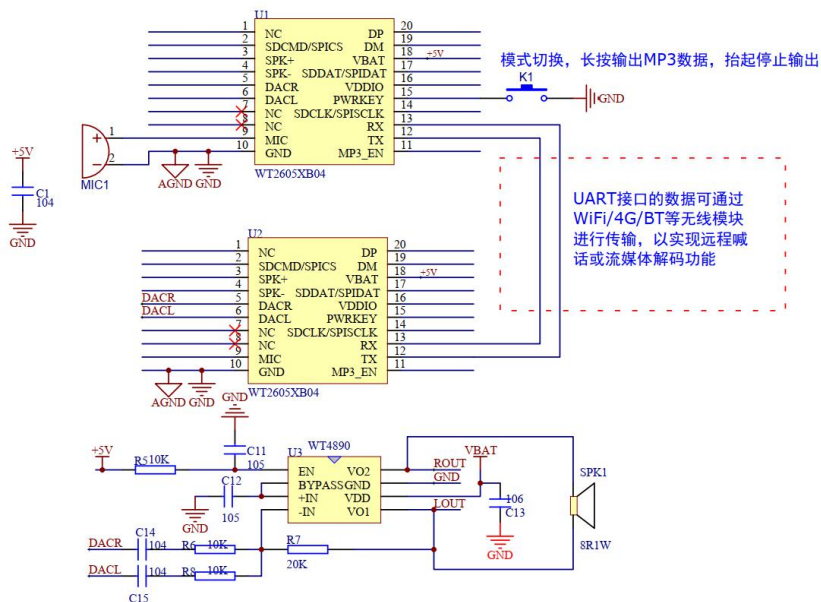 U1
1 NC DP 20
2 SDCMD/SPICS DM 19
3 SPK+ VBAT 18 +5V
4 SPK- SDDAT/SPIDAT 17
5 DACR VDDIO 16
6 DACL PWRKEY 15
7 NC SDCLK/SPISCLK 14
8 NC RX 13
9 MIC TX 12
10 GND MP3_EN 11
WT2605XB04
模式切换，长按输出MP3数据，抬起停止输出
K1
GND
1
2
MIC1
AGND GND
+5V
C1
104
GND
UART接口的数据可通过
WiFi/4G/BT等无线模块
进行传输，以实现远程喊
话或流媒体解码功能
U2
1 NC DP 20
2 SDCMD/SPICS DM 19
3 SPK+ VBAT 18 +5V
4 SPK- SDDAT/SPIDAT 17
DACR 5 DACR VDDIO 16
DACL 6 DACL PWRKEY 15
7 NC SDCLK/SPISCLK 14
8 NC RX 13
9 MIC TX 12
10 GND MP3_EN 11
AGND GND
WT2605XB04
GND
C11
105
+5V
R5 10K
U3 WT4890
EN VO2
BYPASS GND
+IN VDD
-IN VO1
C12
105
GND
ROUT
GND
LOUT
VBAT
106
C13
GND
SPK1
8R1W
DACR C14 104 R6 10K
R7
20K
DACL 104 R8 10K
C15